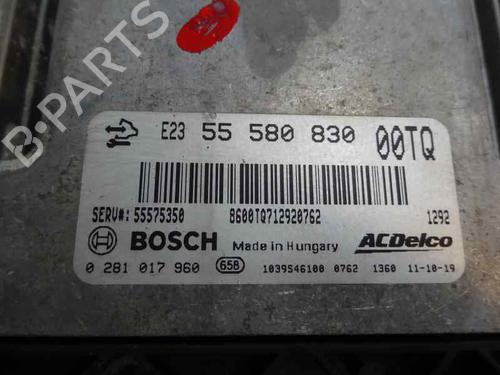 B-PARTS
E23 55 580 830 00TQ
SERV#: 55575350 8600TQ712920762 1292
BOSCH Made in Hungary ACDelco
0 281 017 960 658 1039S46100 0762 1360 11-10-19